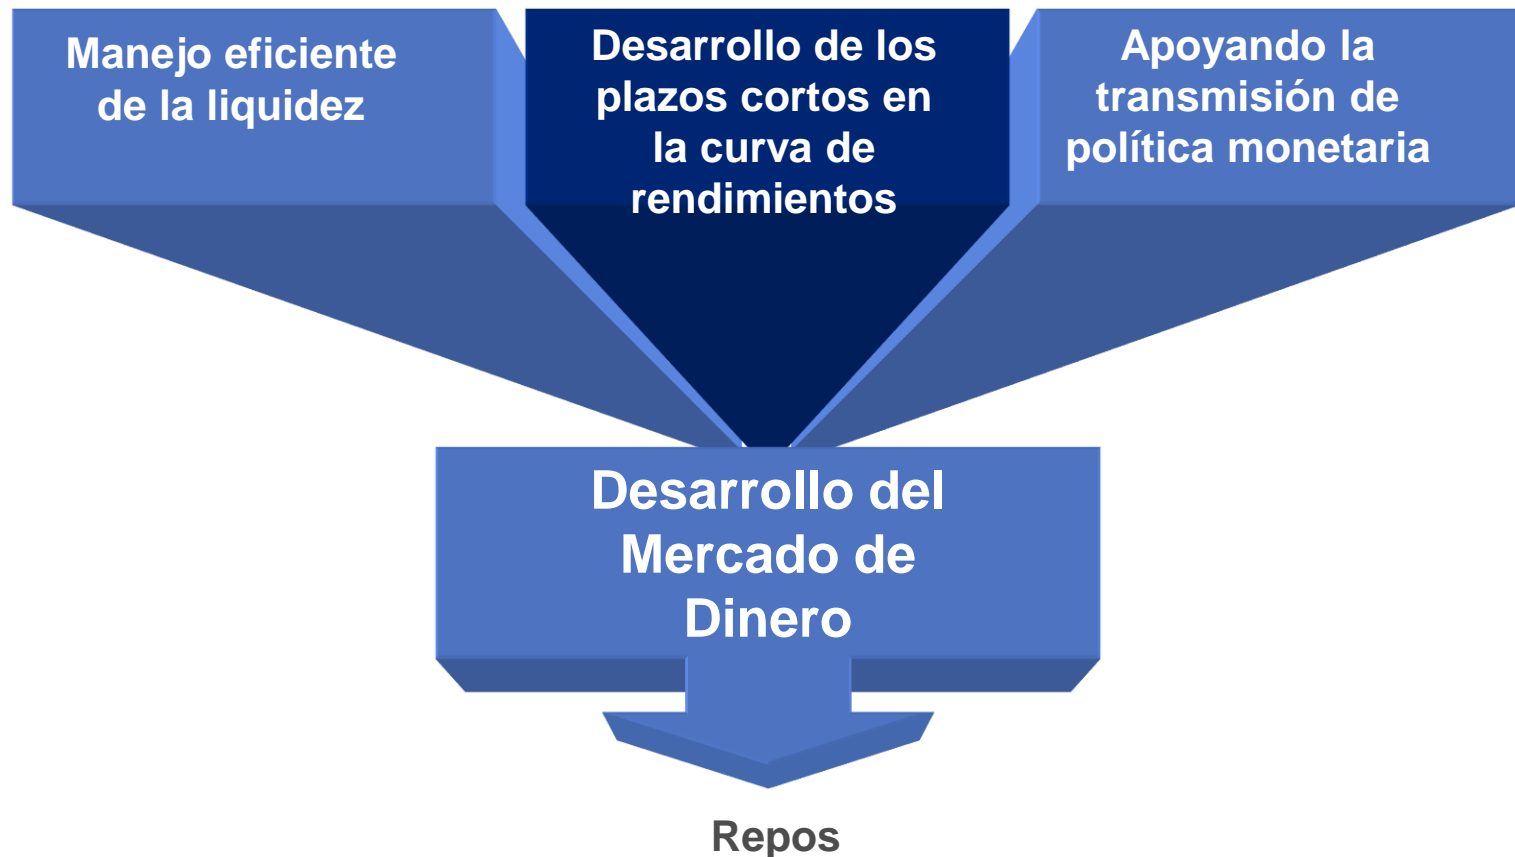 Manejo eficiente
de la liquidez
Desarrollo de los
plazos cortos en
la curva de
rendimientos
Apoyando la
transmisión de
política monetaria
Desarrollo del
Mercado de
Dinero
Repos